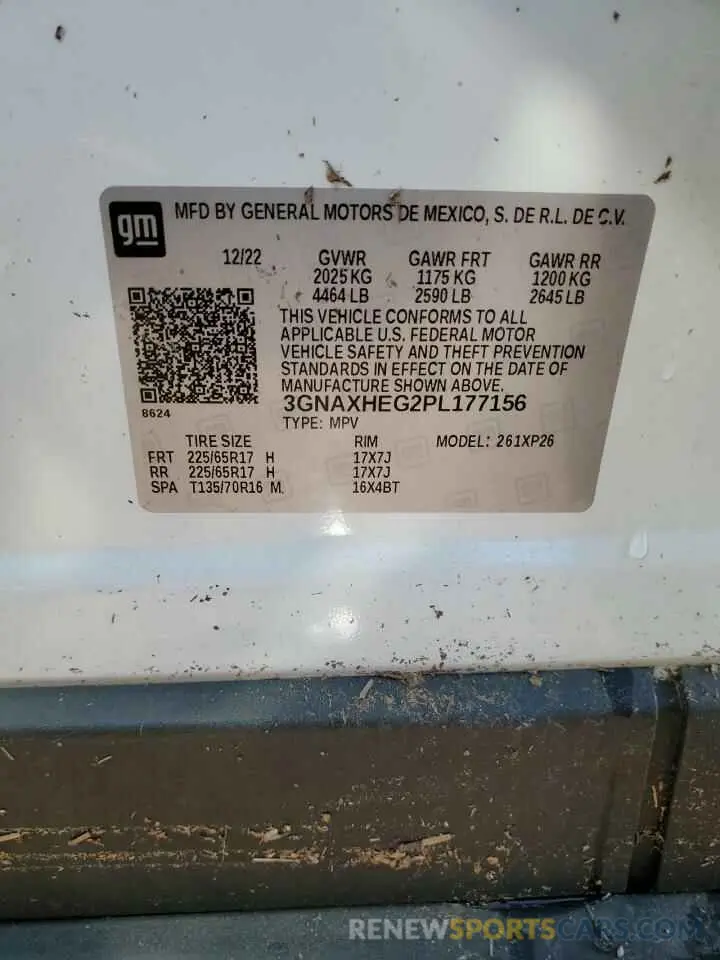 gm MFD BY GENERAL MOTORS DE MEXICO, S. DE R.L. DE C.V.
12/22 GVWR GAWR FRT GAWR RR
2025 KG 1175 KG 1200 KG
4464 LB 2590 LB 2645 LB
THIS VEHICLE CONFORMS TO ALL
APPLICABLE U.S. FEDERAL MOTOR
VEHICLE SAFETY AND THEFT PREVENTION
STANDARDS IN EFFECT ON THE DATE OF
MANUFACTURE SHOWN ABOVE.
3GNAXHEG2PL177156
8624
TYPE: MPV
TIRE SIZE RIM MODEL: 261XP26
FRT 225/65R17 H 17X7J
RR 225/65R17 H 17X7J
SPA T135/70R16 M 16X4BT
RENEWSPORTSCARS.COM